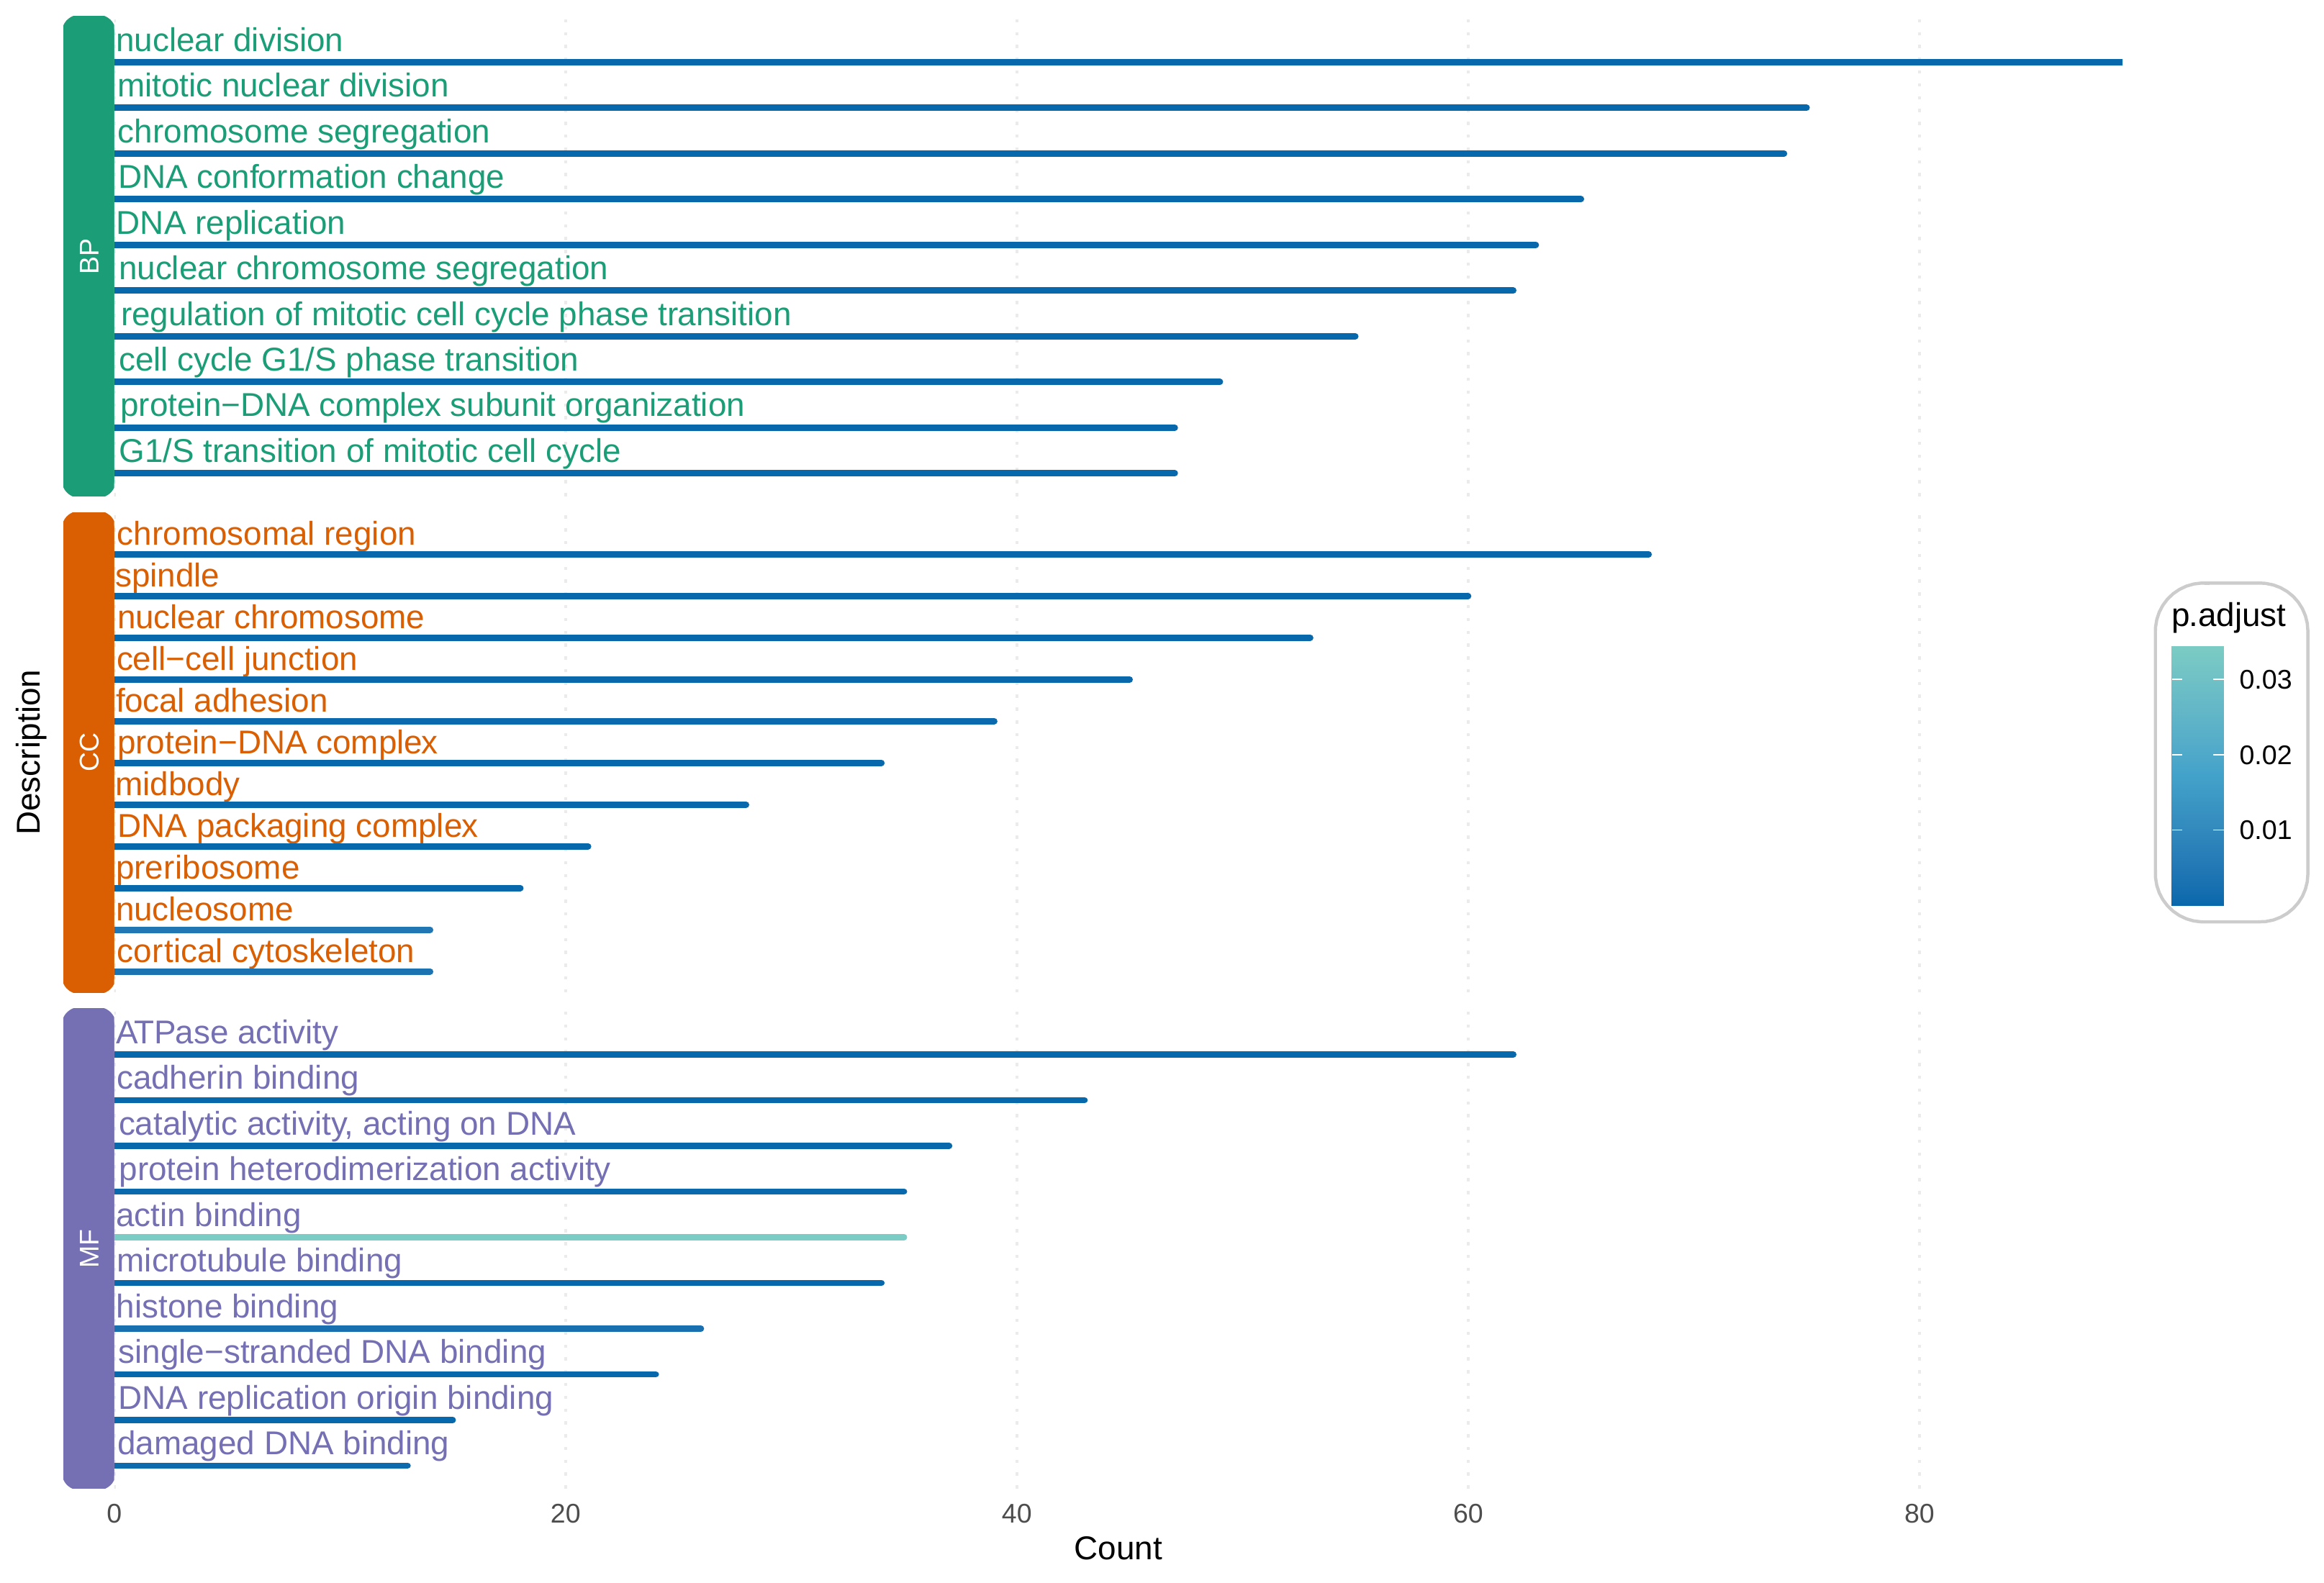 Description
BP
nuclear division
mitotic nuclear division
chromosome segregation
DNA conformation change
DNA replication
nuclear chromosome segregation
regulation of mitotic cell cycle phase transition
cell cycle G1/S phase transition
protein−DNA complex subunit organization
G1/S transition of mitotic cell cycle
CC
chromosomal region
spindle
nuclear chromosome
cell−cell junction
focal adhesion
protein−DNA complex
midbody
DNA packaging complex
preribosome
nucleosome
cortical cytoskeleton
MF
ATPase activity
cadherin binding
catalytic activity, acting on DNA
protein heterodimerization activity
actin binding
microtubule binding
histone binding
single−stranded DNA binding
DNA replication origin binding
damaged DNA binding
0 20 40 60 80
Count
p.adjust
0.03
0.02
0.01